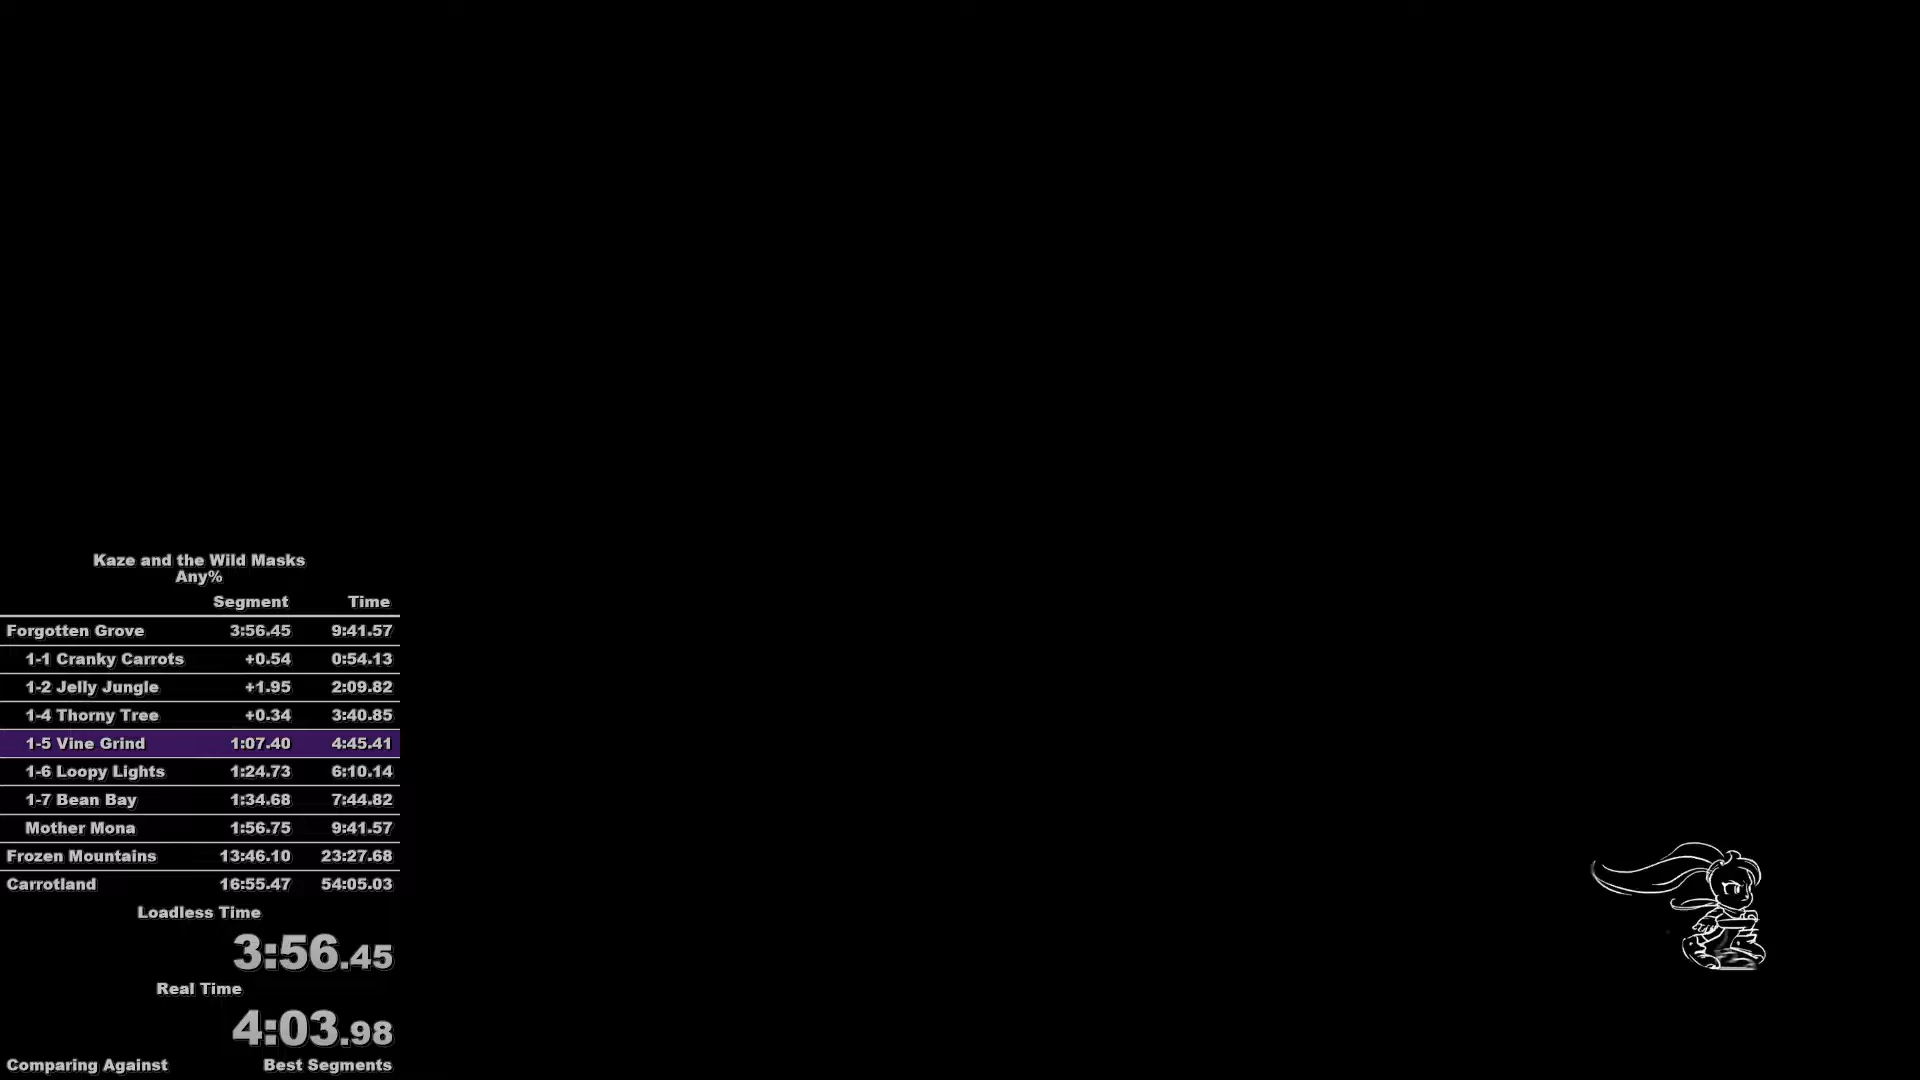 Kaze and the Wild Masks
Any%
Segment Time
Forgotten Grove 3:56.45 9:41.57
1-1 Cranky Carrots +0.54 0:54.13
1-2 Jelly Jungle +1.95 2:09.82
1-4 Thorny Tree +0.34 3:40.85
1-5 Vine Grind 1:07.40 4:45.41
1-6 Loopy Lights 1:24.73 6:10.14
1-7 Bean Bay 1:34.68 7:44.82
Mother Mona 1:56.75 9:41.57
Frozen Mountains 13:46.10 23:27.68
Carrotland 16:55.47 54:05.03
Loadless Time
3:56.45
Real Time
4:03.98
Comparing Against Best Segments